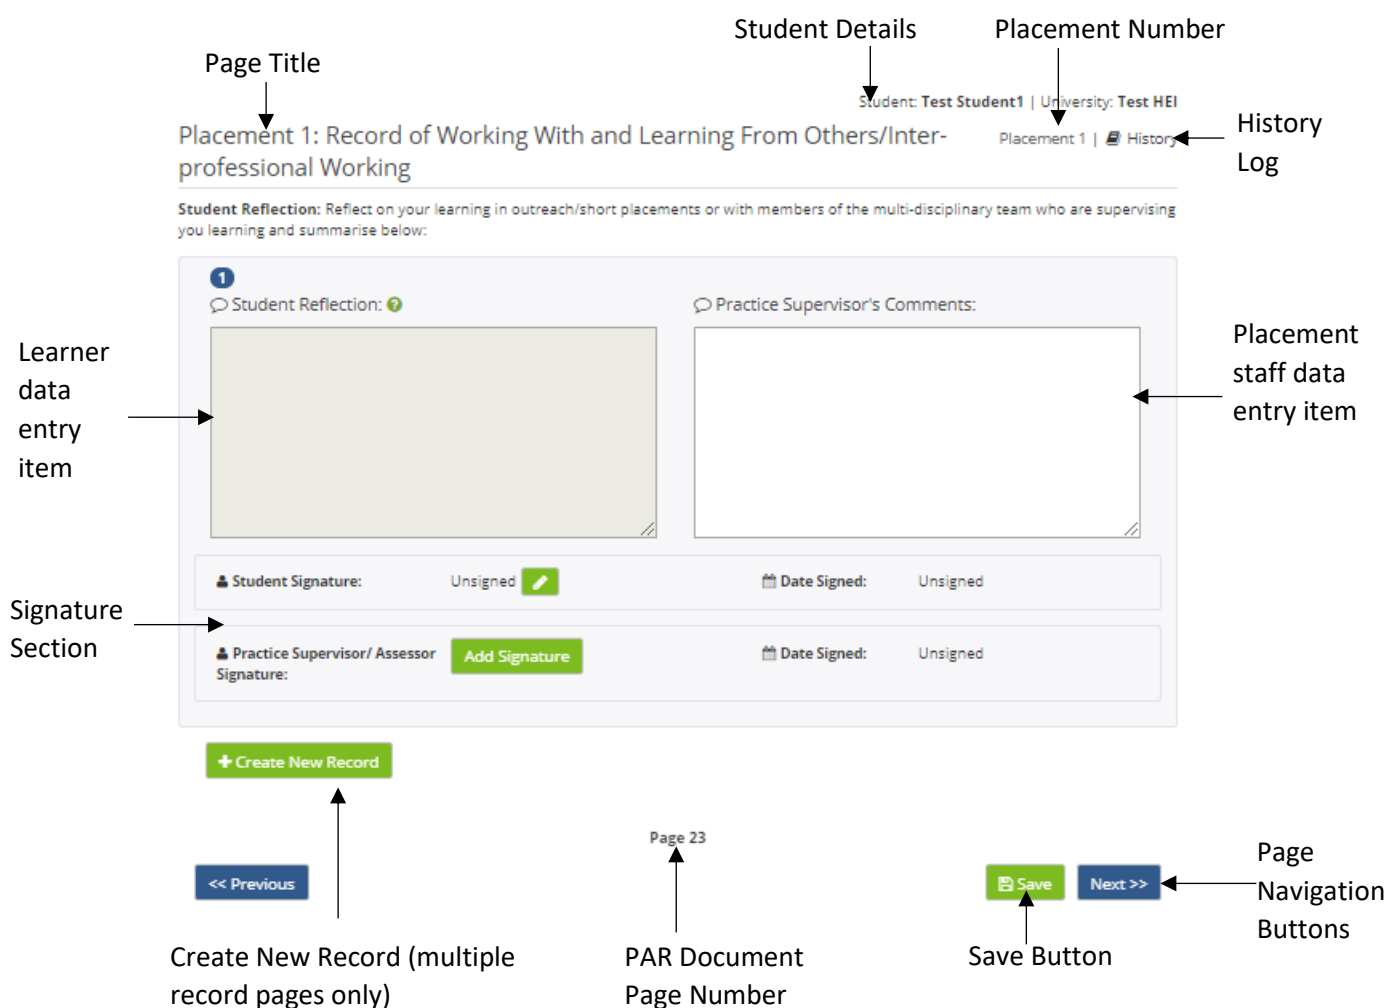 Student Details
Placement Number
Page Title
Student: Test Student1 | University: Test HEI
Placement 1: Record of Working With and Learning From Others/Inter-
professional Working
Placement 1 | History
History
Log
Student Reflection: Reflect on your learning in outreach/short placements or with members of the multi-disciplinary team who are supervising
you learning and summarise below:
1
Student Reflection: ?
Practice Supervisor's Comments:
Learner
data
entry
item
Placement
staff data
entry item
Student Signature: Unsigned
Date Signed: Unsigned
Signature
Section
Practice Supervisor/ Assessor
Signature:
Add Signature
Date Signed: Unsigned
+ Create New Record
Page 23
<< Previous
Save
Next >>
Page
Navigation
Buttons
Create New Record (multiple
record pages only)
PAR Document
Page Number
Save Button